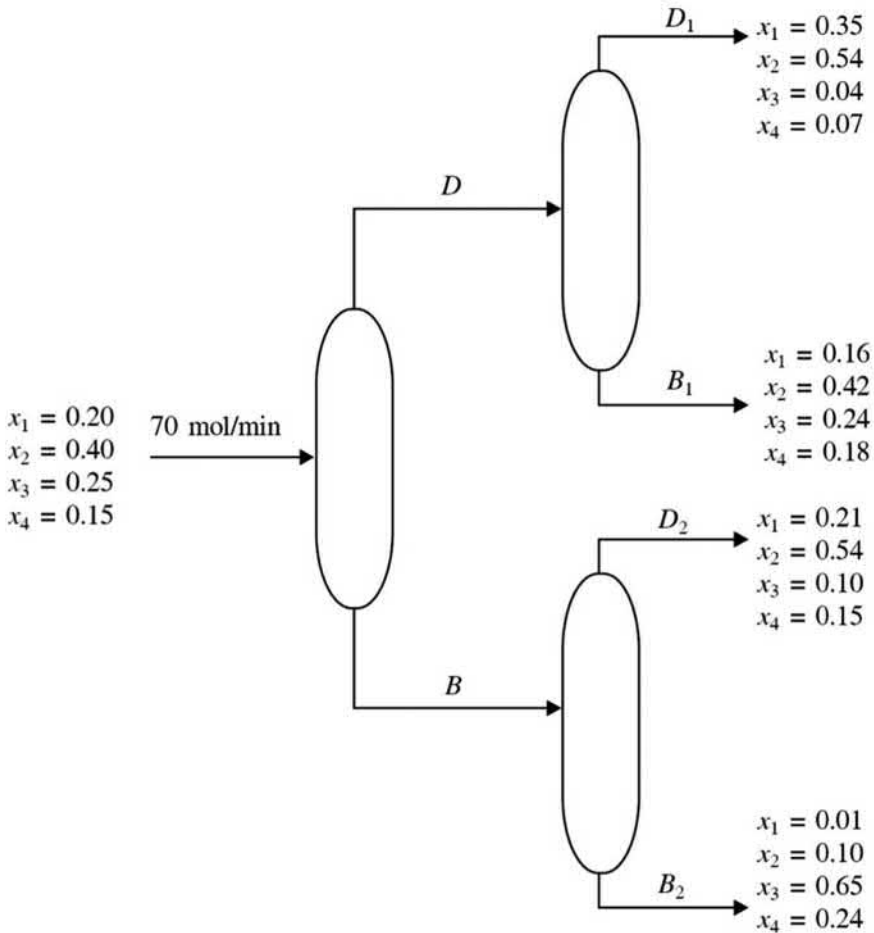 D₁
x₁ = 0.35
x₂ = 0.54
x₃ = 0.04
x₄ = 0.07
D
B₁
x₁ = 0.16
x₂ = 0.42
x₃ = 0.24
x₄ = 0.18
x₁ = 0.20
x₂ = 0.40
x₃ = 0.25
x₄ = 0.15
70 mol/min
D₂
x₁ = 0.21
x₂ = 0.54
x₃ = 0.10
x₄ = 0.15
B
B₂
x₁ = 0.01
x₂ = 0.10
x₃ = 0.65
x₄ = 0.24